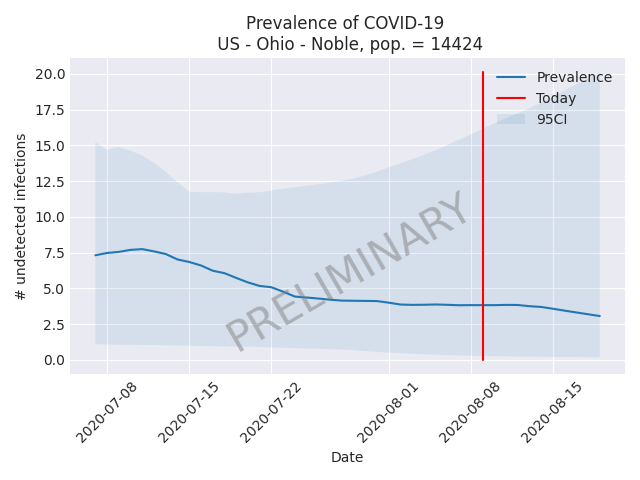 Prevalence of COVID-19
US - Ohio - Noble, pop. = 14424
20.0
17.5
15.0
12.5
10.0
7.5
5.0
2.5
0.0
# undetected infections
Prevalence
Today
95CI
PRELIMINARY
2020-07-08
2020-07-15
2020-07-22
2020-08-01
2020-08-08
2020-08-15
Date